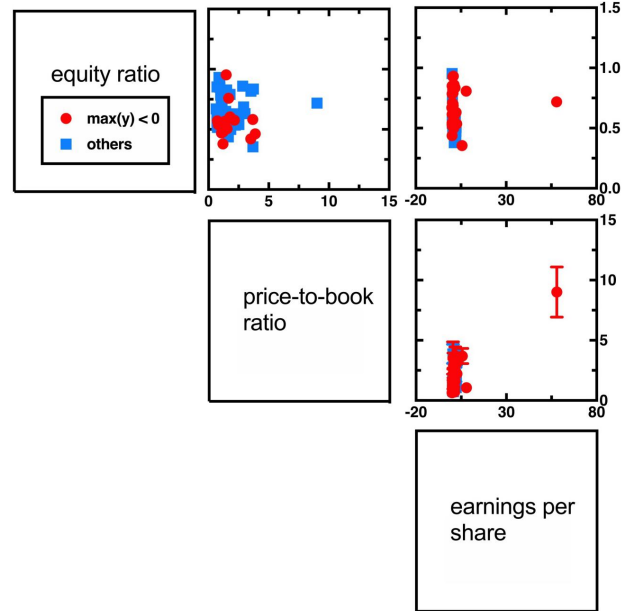 equity ratio
max(y) < 0
others
1.5
1.0
0.5
0.0
0 5 10 15
-20 30 80
price-to-book
ratio
15
10
5
0
-20 30 80
earnings per
share